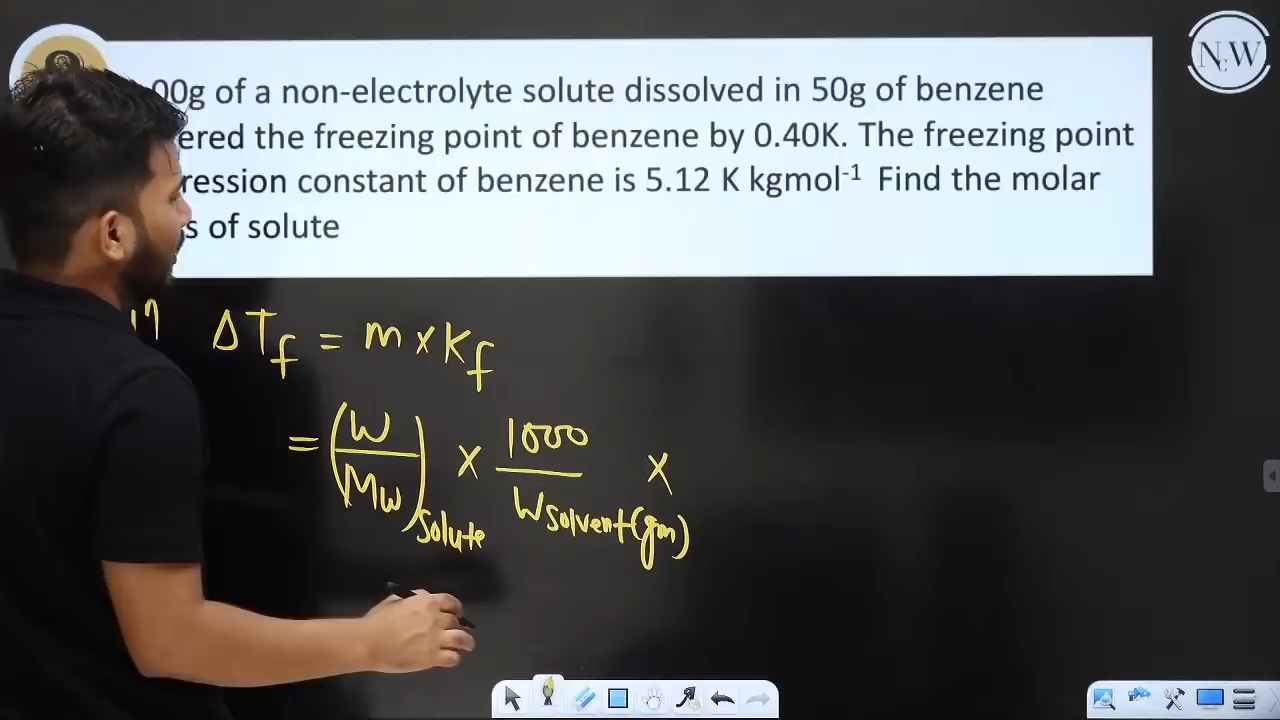 00g of a non-electrolyte solute dissolved in 50g of benzene
ered the freezing point of benzene by 0.40K. The freezing point
ression constant of benzene is 5.12 K kgmol⁻¹ Find the molar
s of solute
NCW
ΔTf = m × Kf
= (W/Mw)solute × 1000/Wsolvent(gm) ×